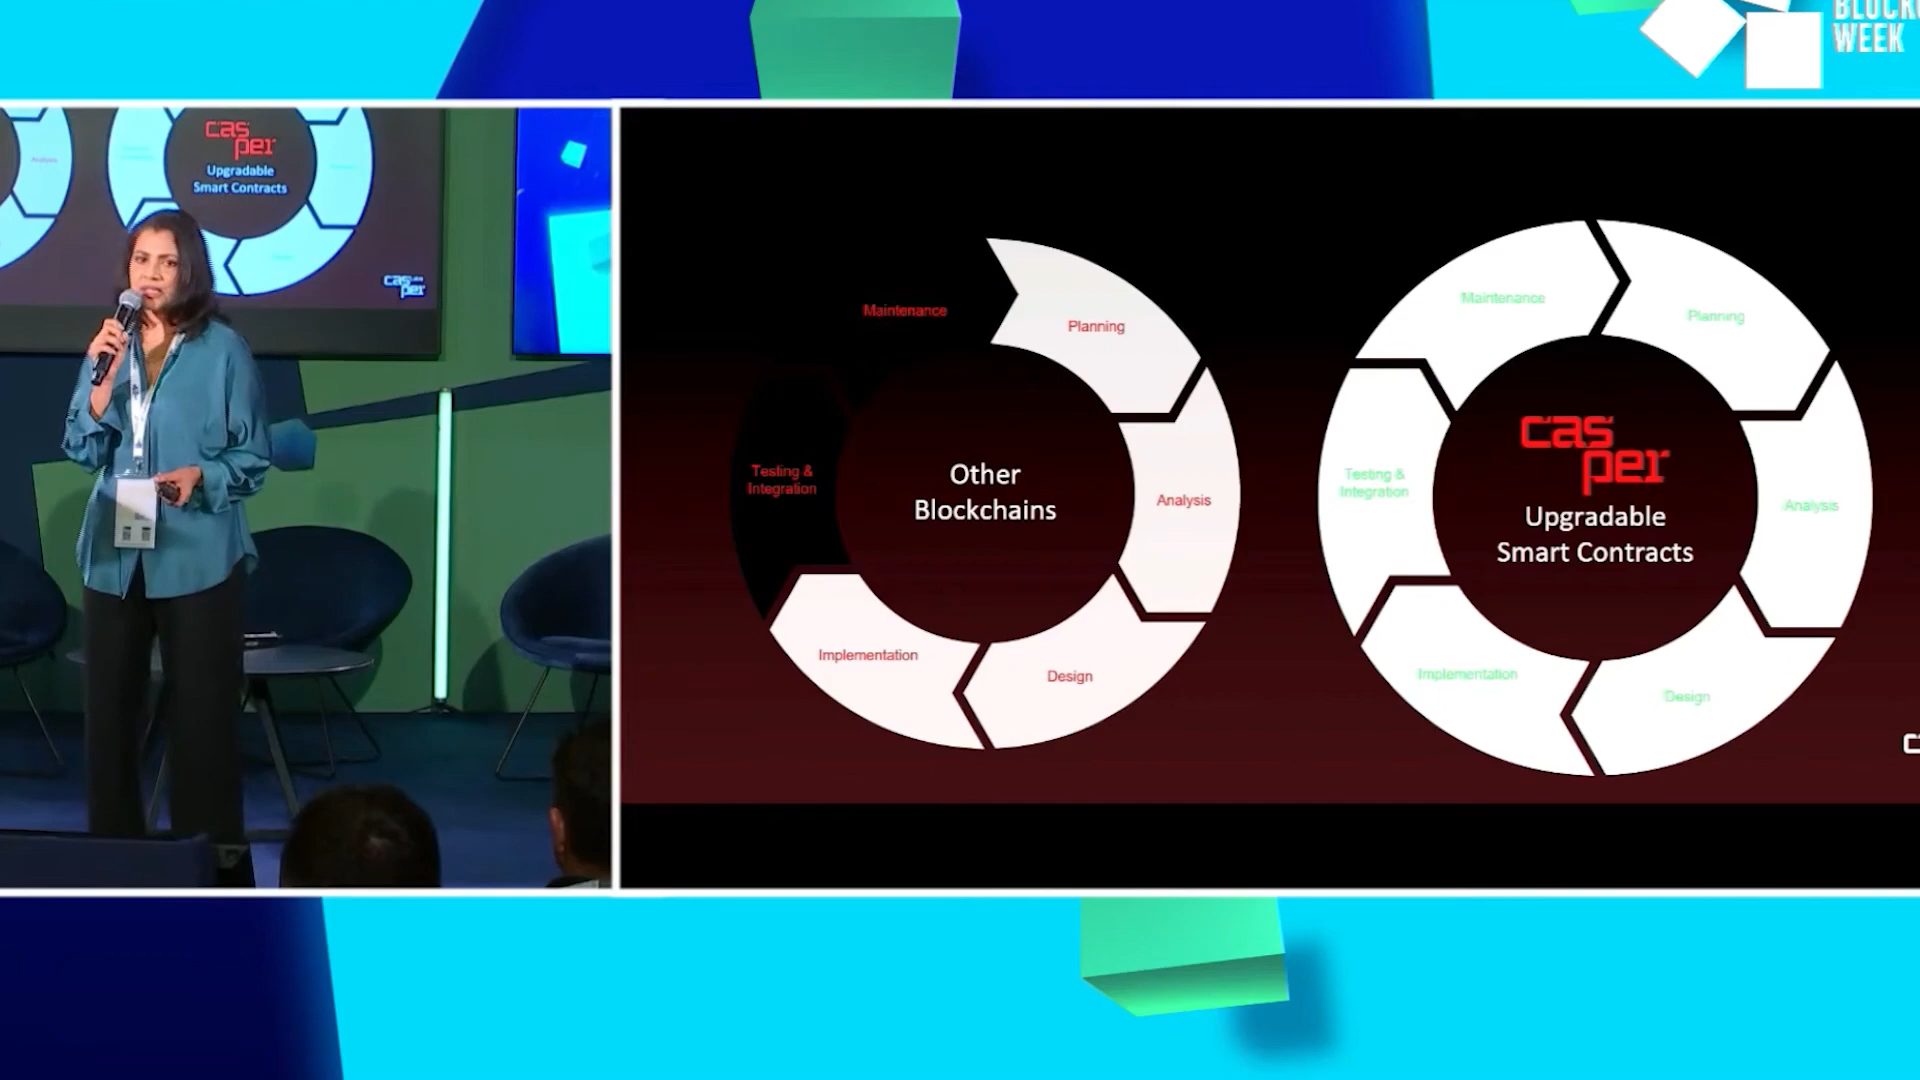 WEEK
cas
per
Upgradable
Smart Contracts
cas
per
Maintenance
Planning
Testing &
Integration
Other
Blockchains
Analysis
Implementation
Design
Maintenance
Planning
Testing &
Integration
cas
per
Upgradable
Smart Contracts
Analysis
Implementation
Design